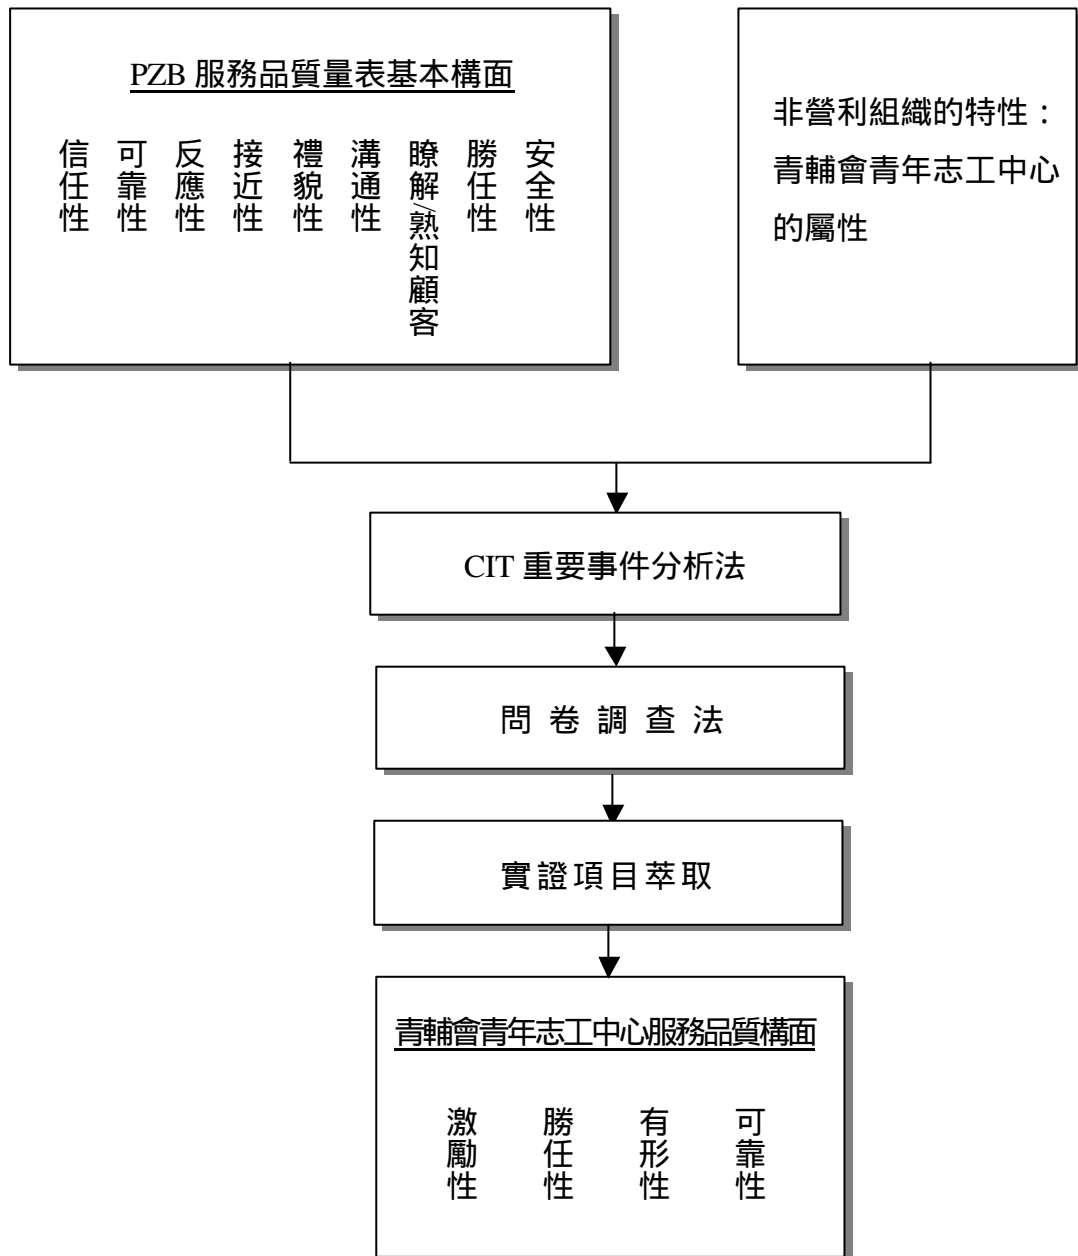 PZB 服務品質量表基本構面
信任性
可靠性
反應性
接近性
禮貌性
溝通性
瞭解/熟知顧客
勝任性
安全性
非營利組織的特性：
青輔會青年志工中心
的屬性
CIT 重要事件分析法
問卷調查法
實證項目萃取
青輔會青年志工中心服務品質構面
激勵性
勝任性
有形性
可靠性